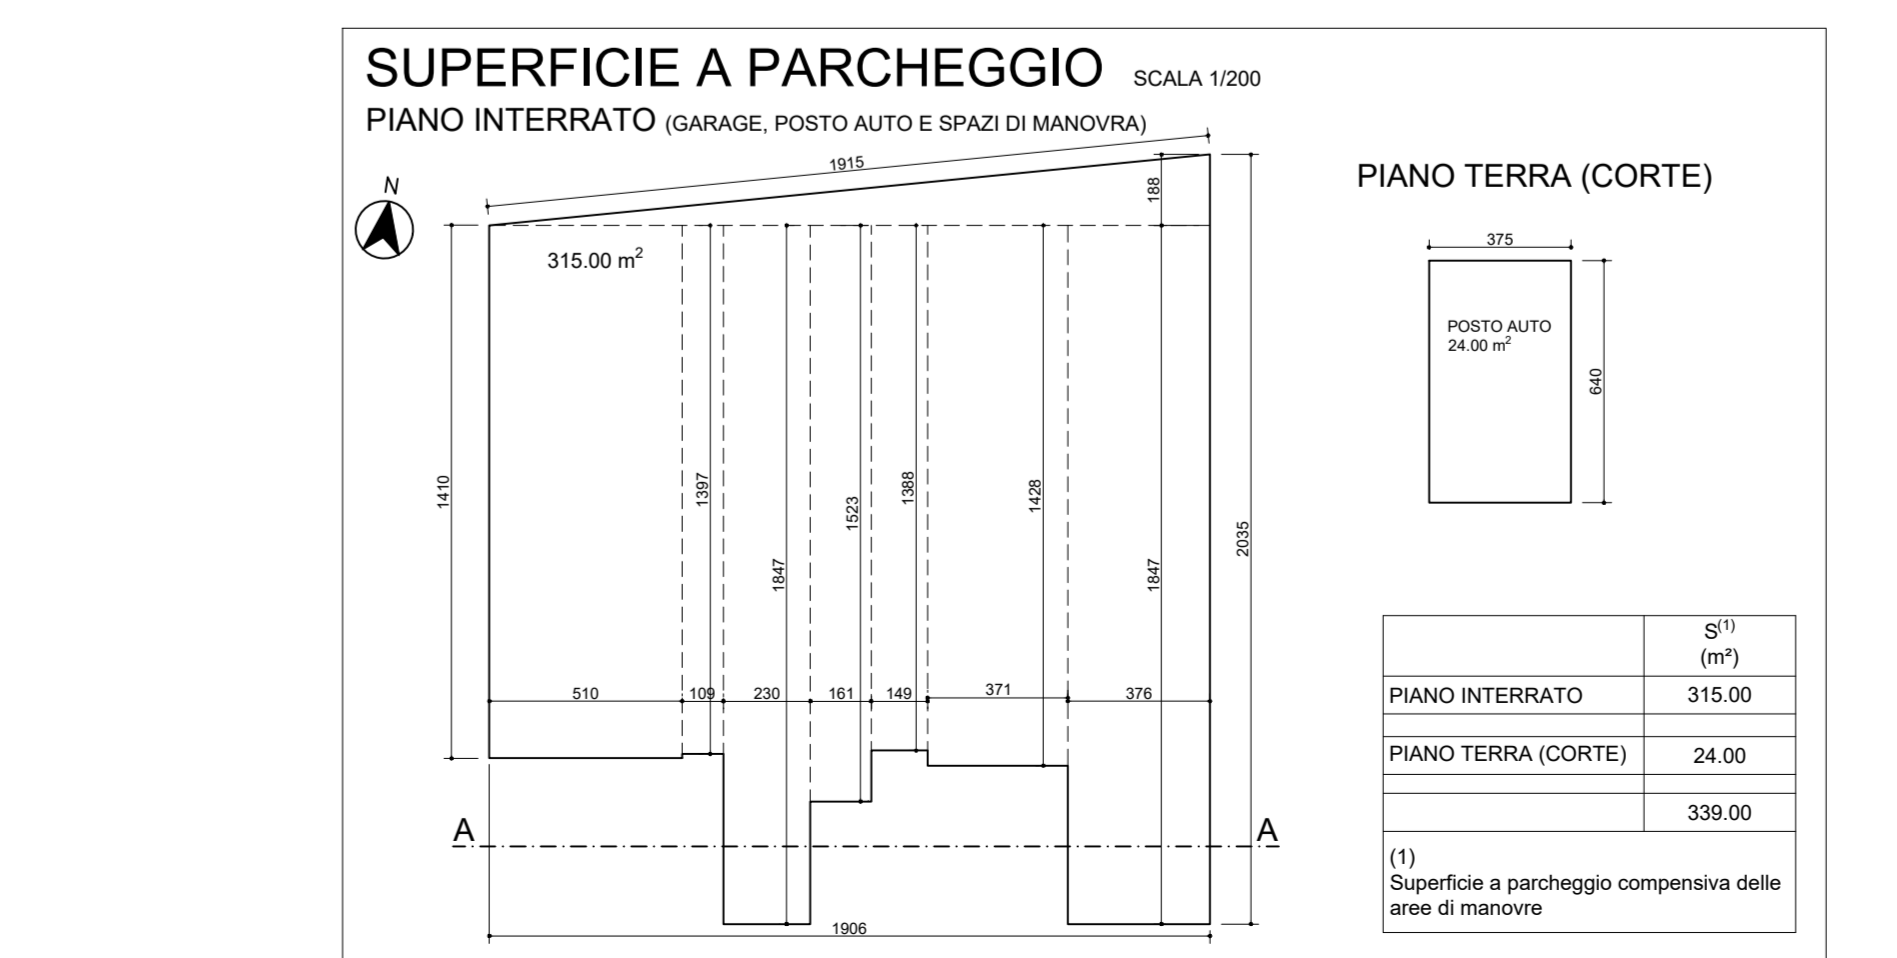 SUPERFICIE A PARCHEGGIO SCALA 1/200
PIANO INTERRATO (GARAGE, POSTO AUTO E SPAZI DI MANOVRA)
1915
188
N
315.00 m²
1410
1397
1847
1523
1388
1428
1847
2035
510 109 230 161 149 371 376
A A
1906
PIANO TERRA (CORTE)
375
POSTO AUTO
24.00 m²
640
S⁽¹⁾
(m²)
PIANO INTERRATO 315.00
PIANO TERRA (CORTE) 24.00
339.00
(1)
Superficie a parcheggio compensiva delle
aree di manovre